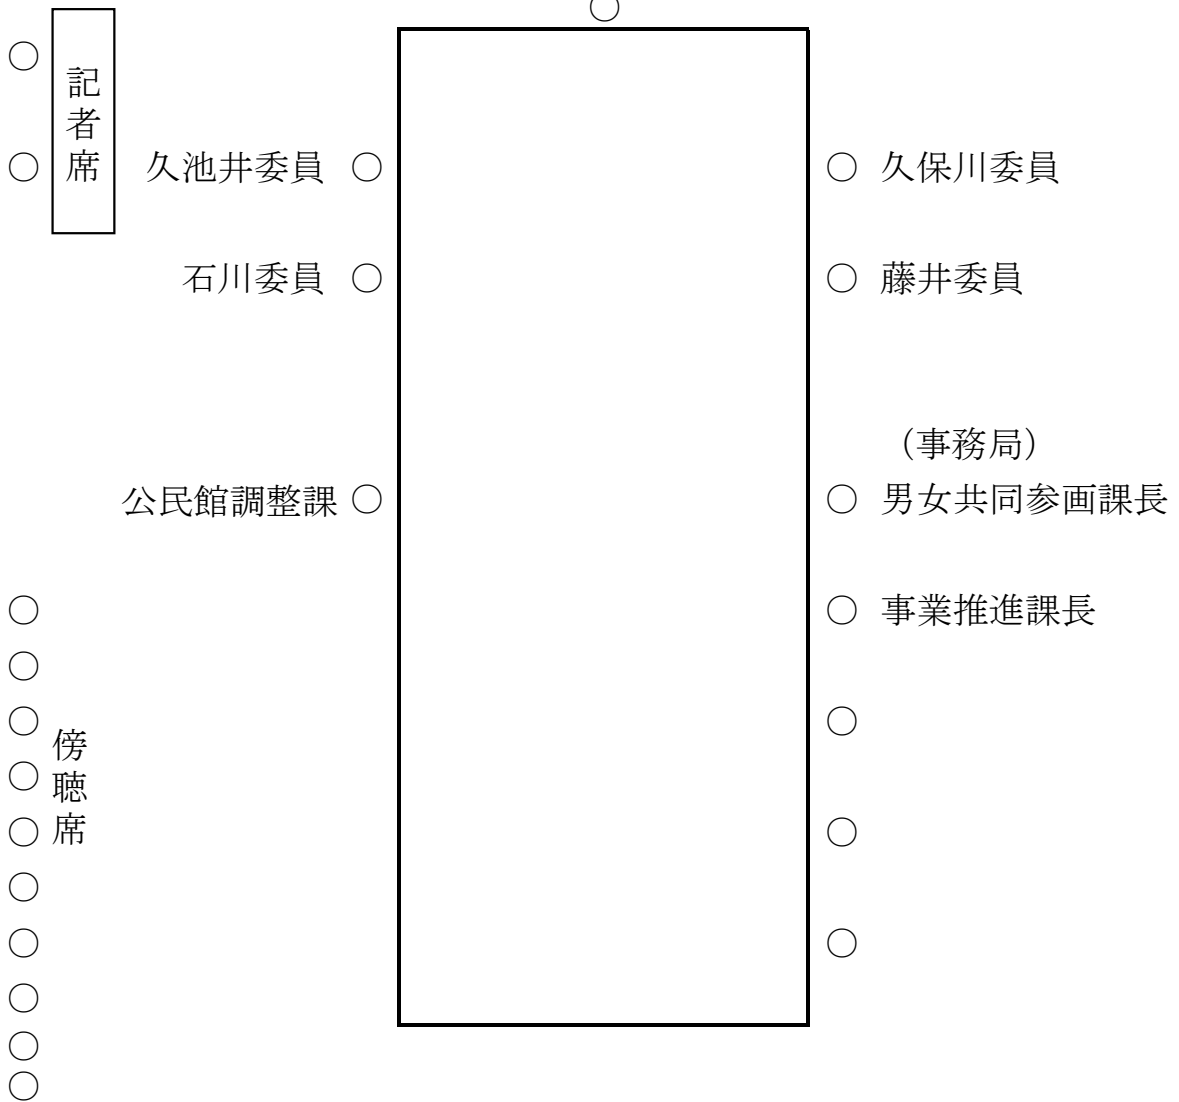 ○
○
記者席
○ 久池井委員 ○
○ 久保川委員
石川委員 ○
○ 藤井委員
（事務局）
公民館調整課 ○
○ 男女共同参画課長
○
○ 事業推進課長
○
○
○
傍聴席
○
○
○
○
○
○
○
○
○